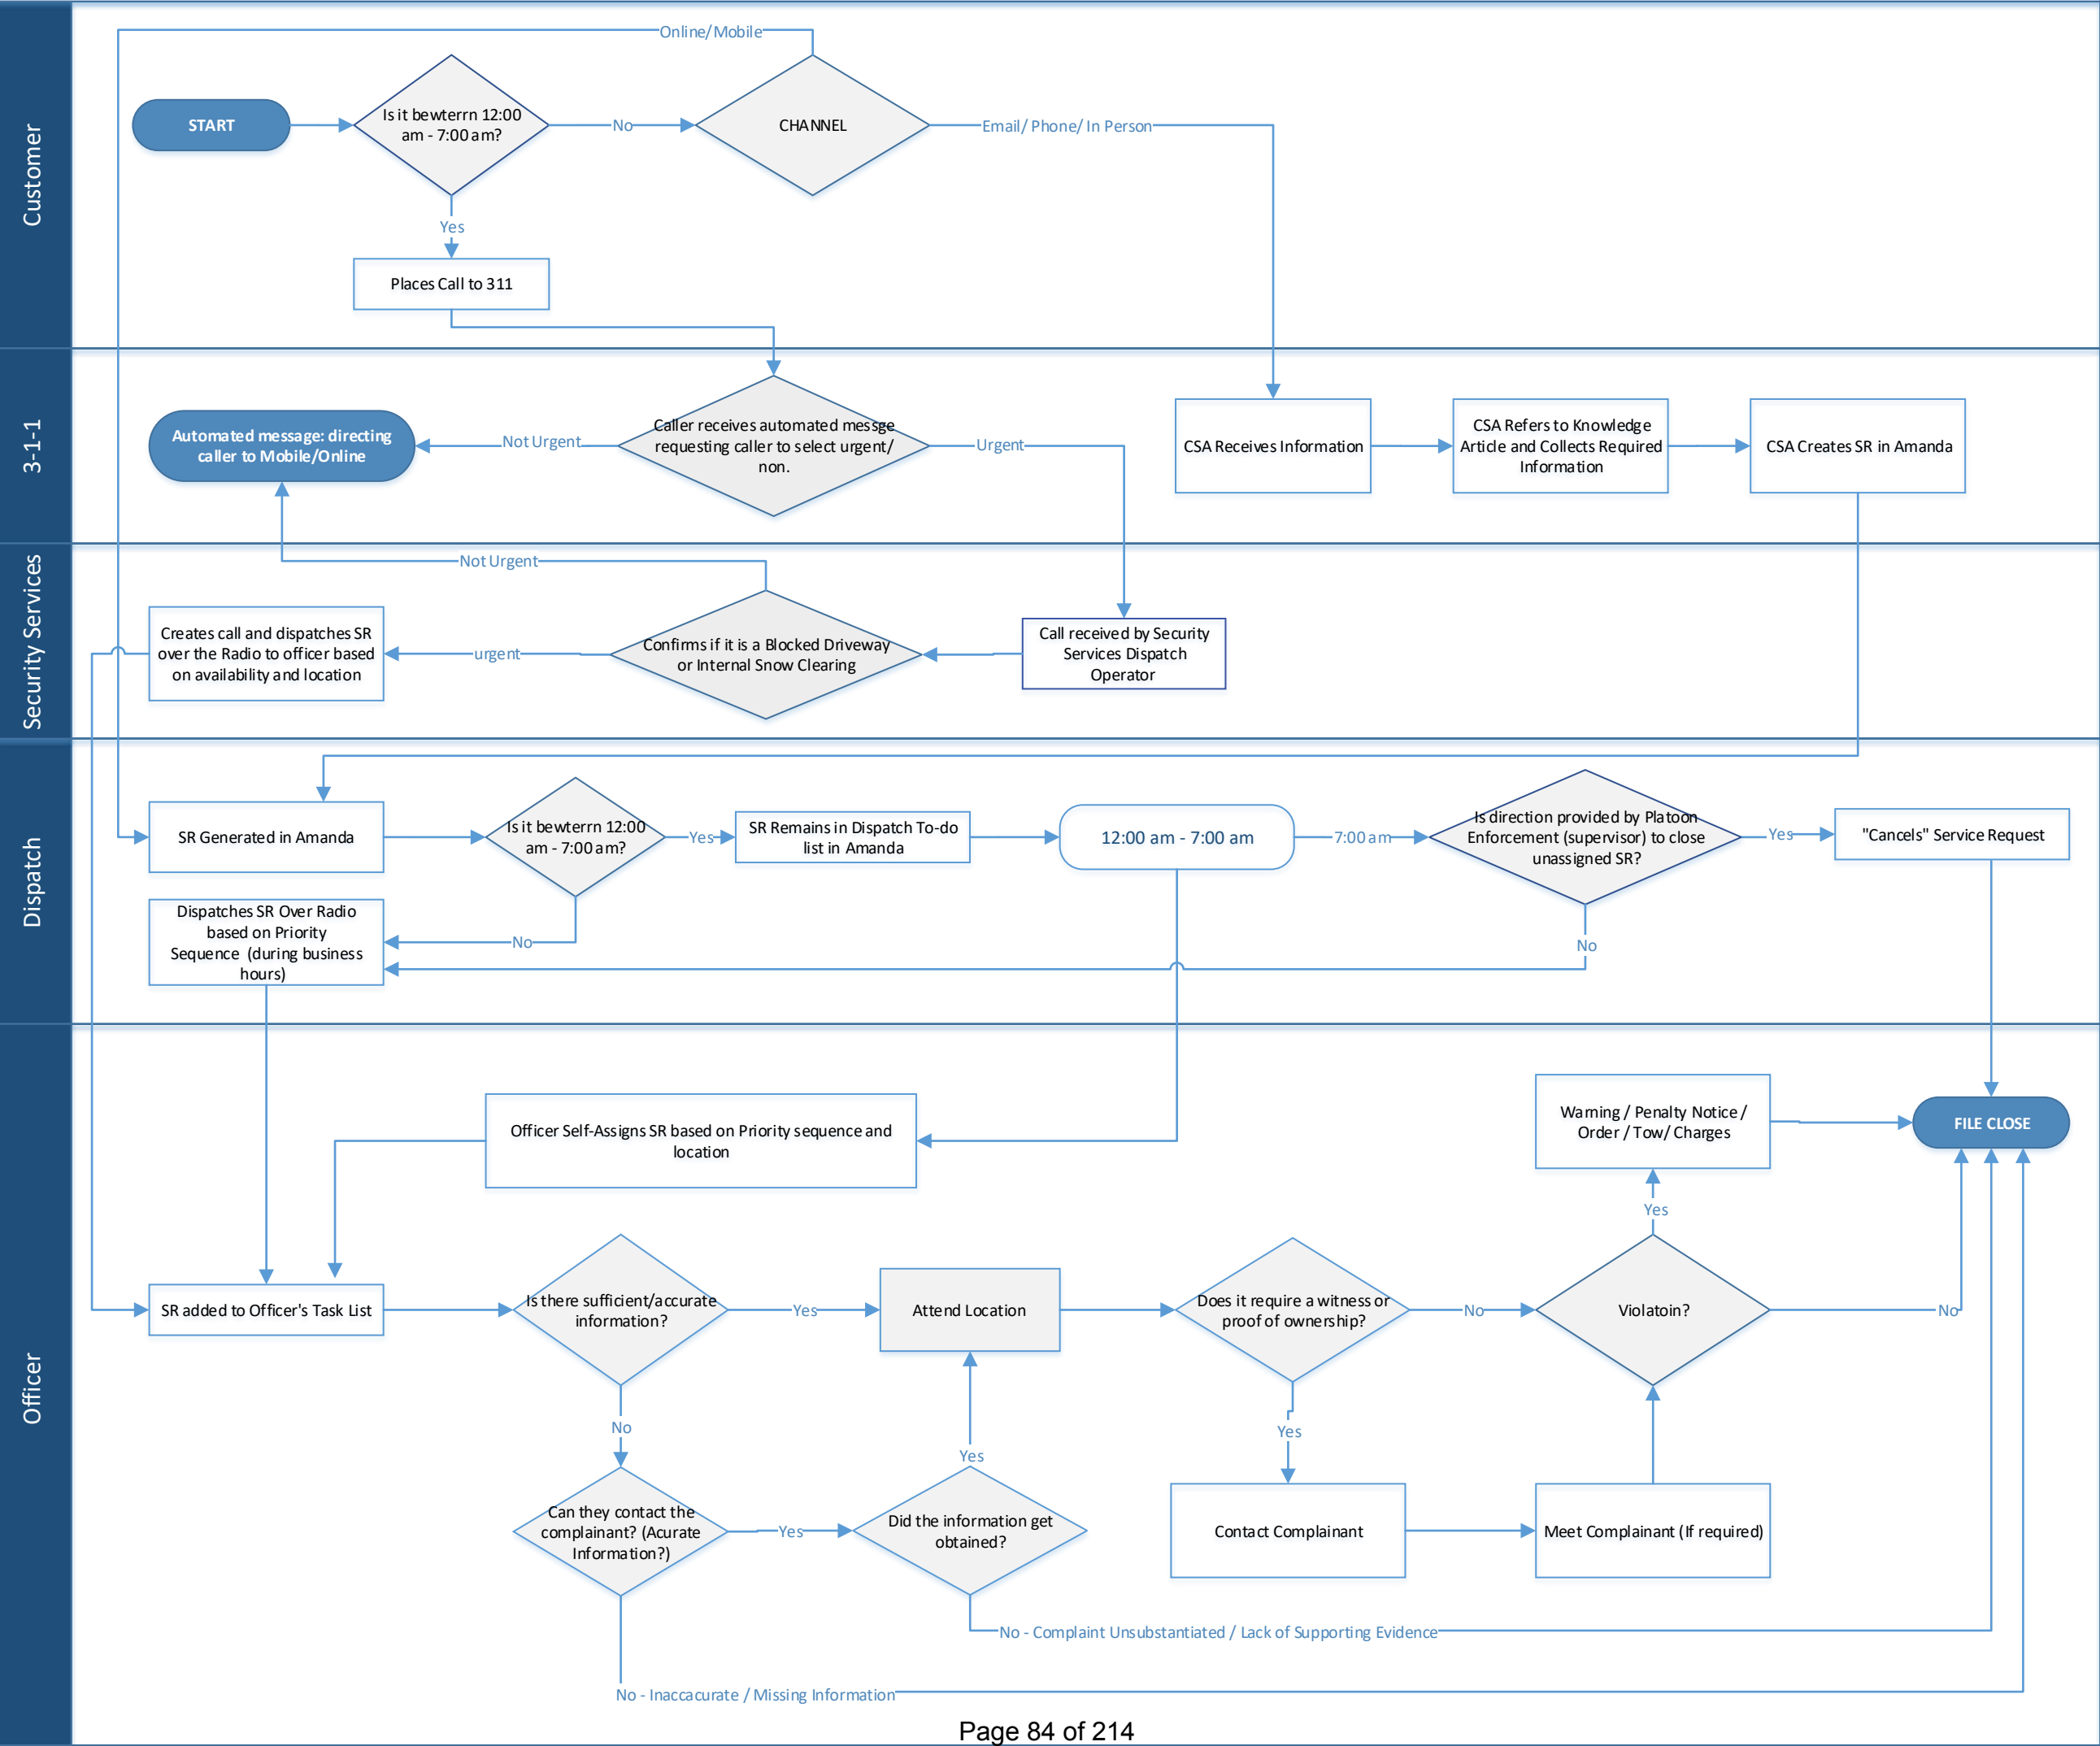 Customer
Online/Mobile
START
Is it bewterrn 12:00
am - 7:00 am?
No
CHANNEL
Email/ Phone/ In Person
Yes
Places Call to 311
3-1-1
Automated message: directing
caller to Mobile/Online
Not Urgent
Caller receives automated messge
requesting caller to select urgent/
non.
Urgent
CSA Receives Information
CSA Refers to Knowledge
Article and Collects Required
Information
CSA Creates SR in Amanda
Security Services
Not Urgent
Creates call and dispatches SR
over the Radio to officer based
on availability and location
urgent
Confirms if it is a Blocked Driveway
or Internal Snow Clearing
Call received by Security
Services Dispatch
Operator
Dispatch
SR Generated in Amanda
Is it bewterrn 12:00
am - 7:00 am?
Yes
SR Remains in Dispatch To-do
list in Amanda
12:00 am - 7:00 am
7:00 am
Is direction provided by Platoon
Enforcement (supervisor) to close
unassigned SR?
Yes
"Cancels" Service Request
Dispatches SR Over Radio
based on Priority
Sequence (during business
hours)
No
No
Officer
Officer Self-Assigns SR based on Priority sequence and
location
Warning / Penalty Notice /
Order / Tow/ Charges
FILE CLOSE
Yes
SR added to Officer's Task List
Is there sufficient/accurate
information?
Yes
Attend Location
Does it require a witness or
proof of ownership?
No
Violatoin?
No
No
Yes
Yes
Can they contact the
complainant? (Acurate
Information?)
Yes
Did the information get
obtained?
Contact Complainant
Meet Complainant (If required)
No - Complaint Unsubstantiated / Lack of Supporting Evidence
No - Inaccacurate / Missing Information
Page 84 of 214